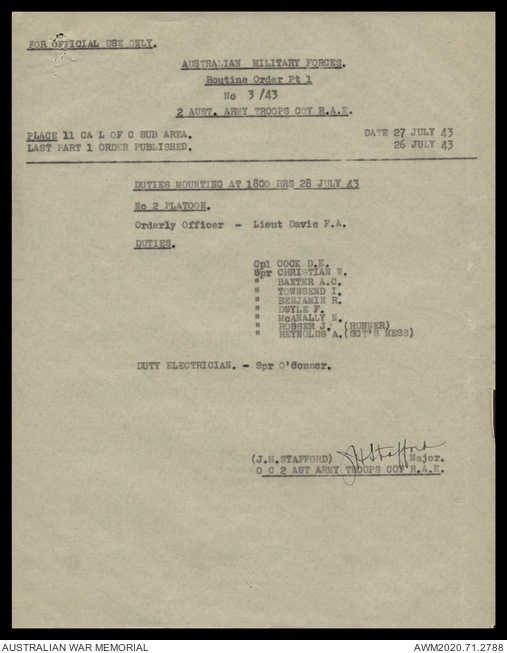 FOR OFFICIAL USE ONLY.
AUSTRALIAN MILITARY FORCES.
Routine Order Pt 1
No 3/43
2 AUST. ARMY TROOPS COY R.A.E.
PLACE 11 CA L OF C SUB AREA. DATE 27 JULY 43
LAST PART 1 ORDER PUBLISHED. 26 JULY 43
DUTIES MOUNTING AT 1800 HRS 28 JULY 43
No 2 PLATOON.
Orderly Officer - Lieut Davis F.A.
DUTIES.
Cpl COCK D.E.
Spr CHRISTIAN W.
" BAXTER A.C.
" TOWNSEND I.
" BENJAMIN R.
" DOYLE F.
" McANALLY E.
" ROSSER J. (RUNNER)
" REYNOLDS A.(SGT'S MESS)
DUTY ELECTRICIAN. - Spr O'Connor.
(J.H.STAFFORD) JHStafford Major.
O C 2 AST ARMY TROOPS COY R.A.E.
AUSTRALIAN WAR MEMORIAL AWM2020.71.2788